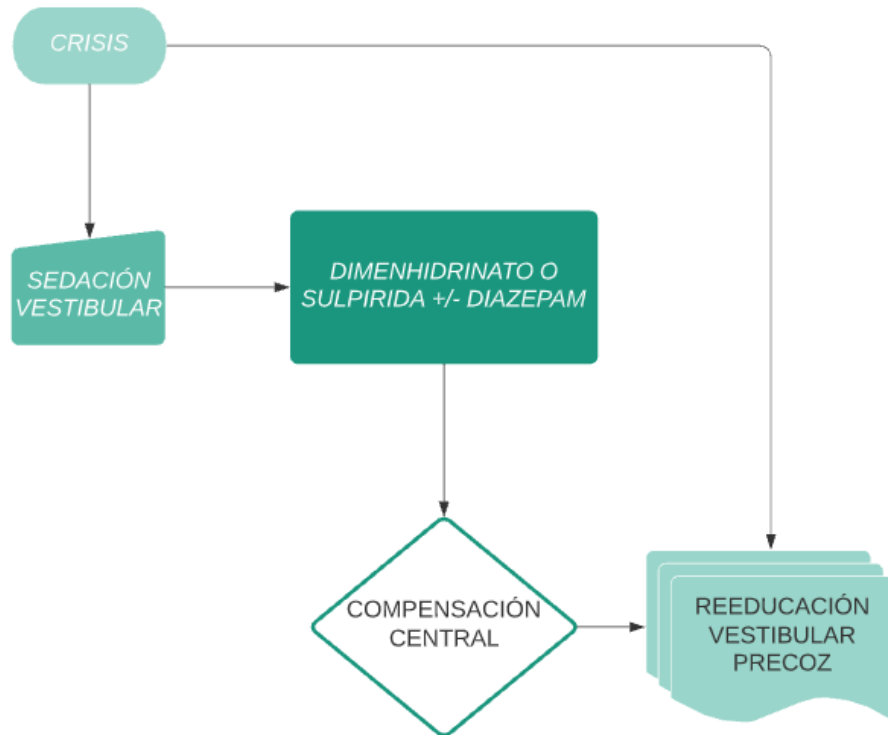 CRISIS
SEDACIÓN
VESTIBULAR
DIMENHIDRINATO O
SULPIRIDA +/- DIAZEPAM
COMPENSACIÓN
CENTRAL
REEDUCACIÓN
VESTIBULAR
PRECOZ